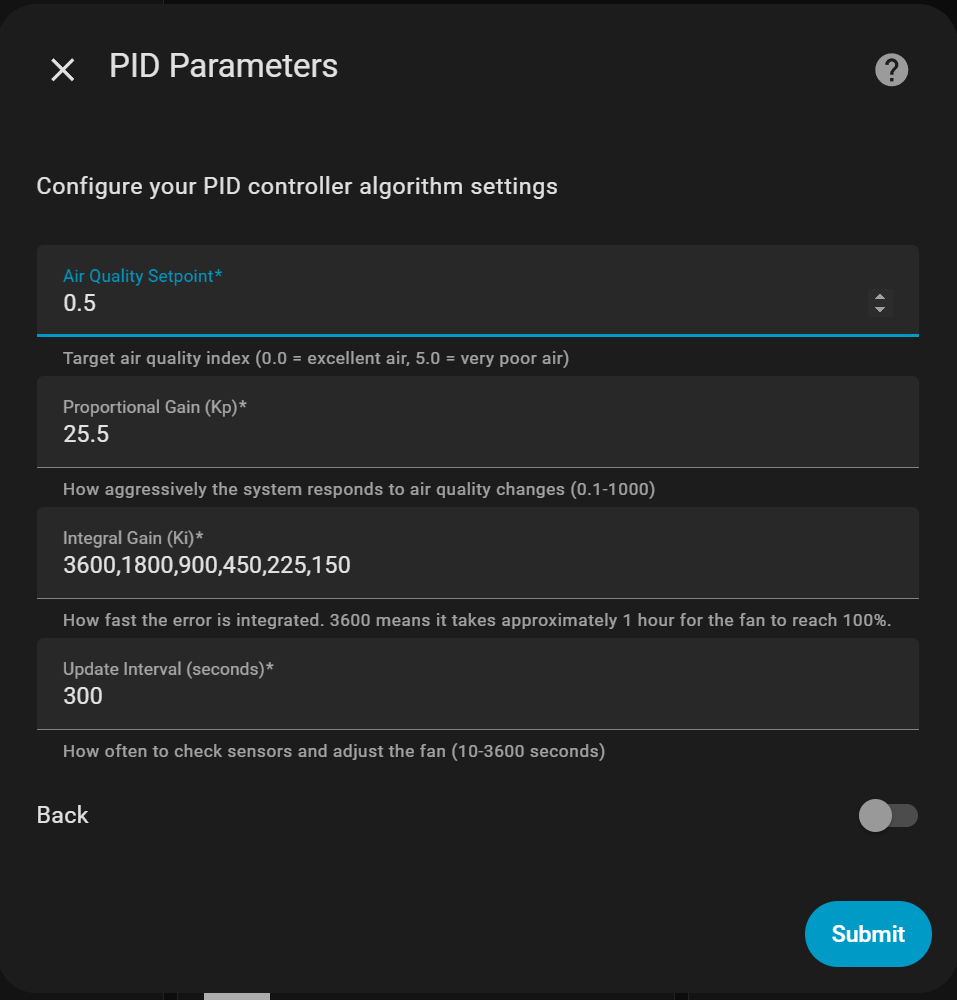 PID Parameters
?
Configure your PID controller algorithm settings
Air Quality Setpoint*
0.5
Target air quality index (0.0 = excellent air, 5.0 = very poor air)
Proportional Gain (Kp)*
25.5
How aggressively the system responds to air quality changes (0.1-1000)
Integral Gain (Ki)*
3600,1800,900,450,225,150
How fast the error is integrated. 3600 means it takes approximately 1 hour for the fan to reach 100%.
Update Interval (seconds)*
300
How often to check sensors and adjust the fan (10-3600 seconds)
Back
Submit